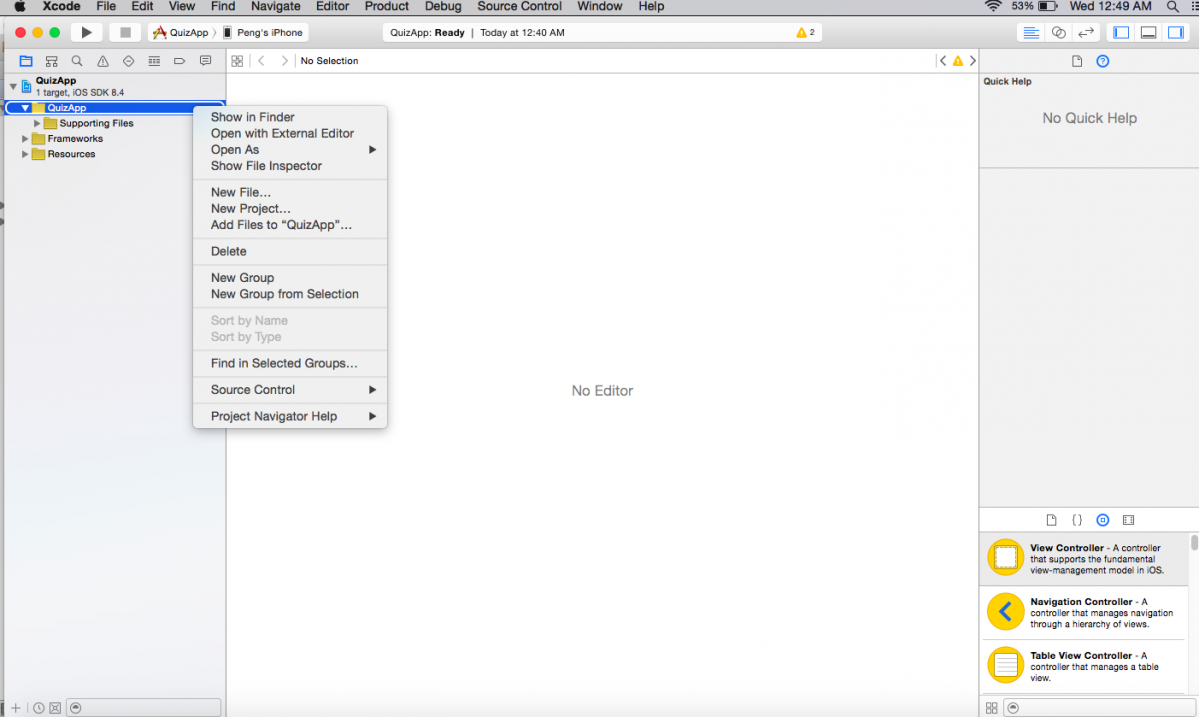 Xcode File Edit View Find Navigate Editor Product Debug Source Control Window Help 53% Wed 12:49 AM
QuizApp Peng's iPhone QuizApp: Ready | Today at 12:40 AM 2
No Selection
QuizApp
1 target, iOS SDK 8.4
QuizApp
Supporting Files
Frameworks
Resources
Show in Finder
Open with External Editor
Open As
Show File Inspector
New File...
New Project...
Add Files to “QuizApp”...
Delete
New Group
New Group from Selection
Sort by Name
Sort by Type
Find in Selected Groups...
Source Control
Project Navigator Help
No Editor
Quick Help
No Quick Help
View Controller - A controller
that supports the fundamental
view-management model in iOS.
Navigation Controller - A
controller that manages navigation
through a hierarchy of views.
Table View Controller - A
controller that manages a table
view.